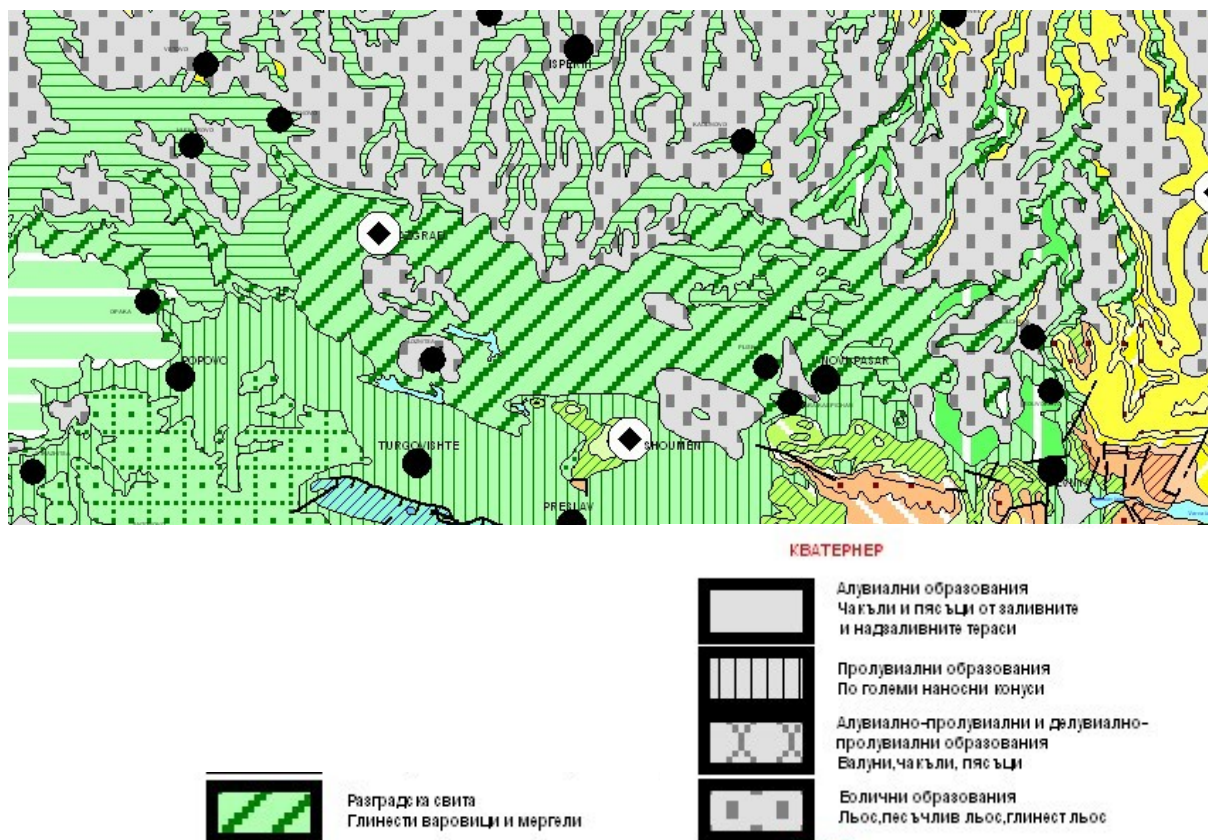 ISPERIH
POPOVO
NOVI PASAR
TURGOVISHTE
SHOUMEN
PRESLAV
КВАТЕРНЕР
Алувиални образования
Чакъли и пясъци от заливните
и надзаливните тераси
Пролувиални образования
По големи наносни конуси
Алувиално-пролувиални и делувиално-
пролувиални образования
Валуни,чакъли, пясъци
Еолични образования
Льос,песъчлив льос,глинест льос
Разградска свита
Глинести варовици и мергели